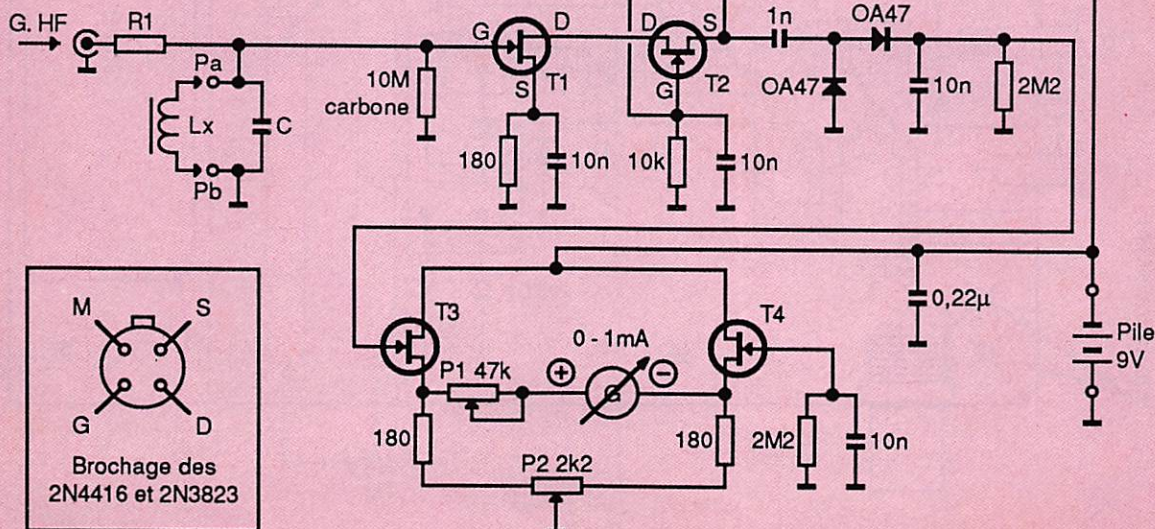 G. HF
R1
Pa
Lx
C
Pb
10M
carbone
G
D
S
T1
180
10n
D
S
G
T2
10k
10n
1n
OA47
OA47
10n
2M2
T3
T4
0 - 1mA
P1 47k
+
G
−
180
180
P2 2k2
2M2
10n
0,22µ
Pile
9V
M
S
G
D
Brochage des
2N4416 et 2N3823